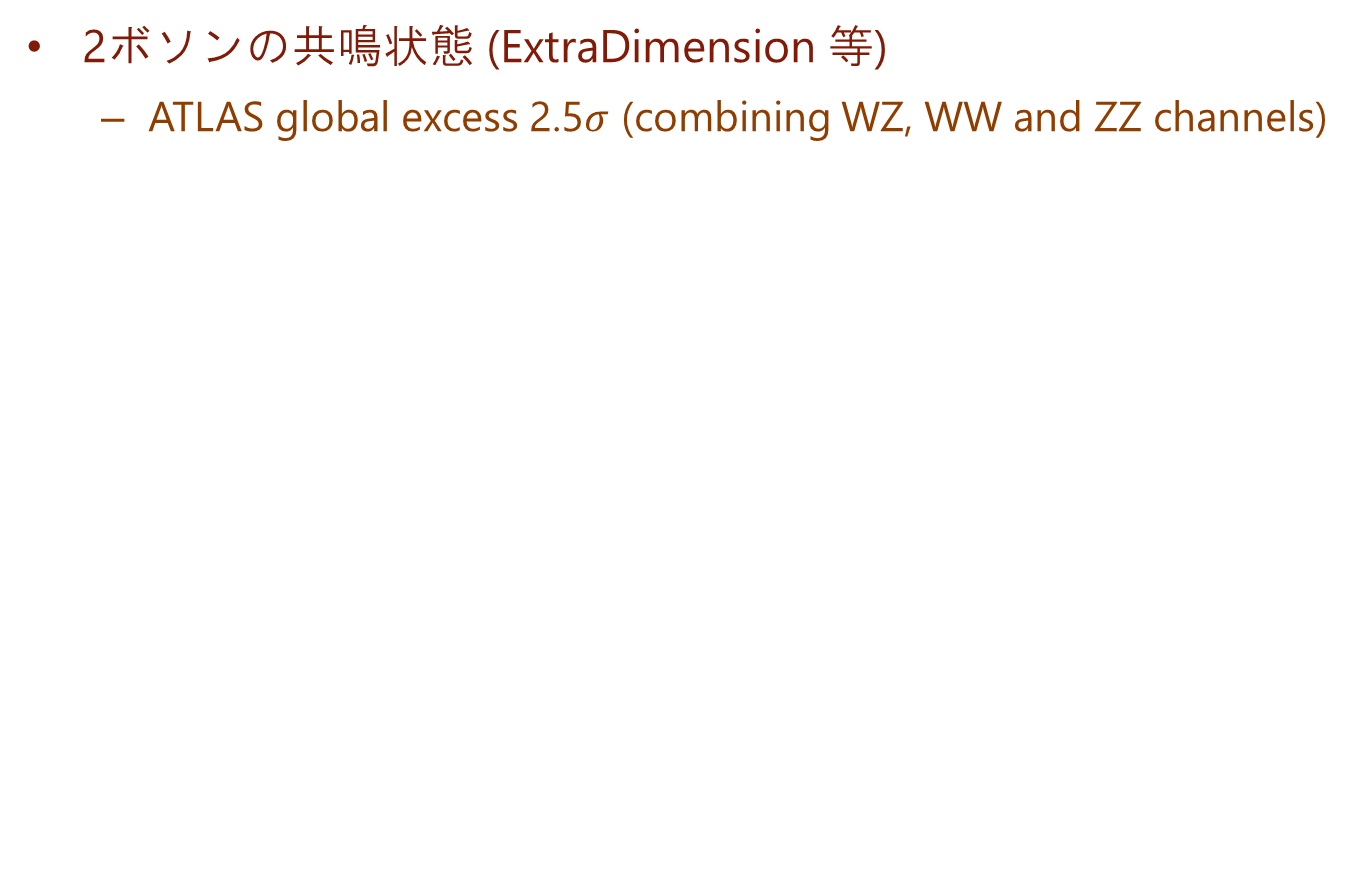 • 2ボソンの共鳴状態 (ExtraDimension 等)
– ATLAS global excess 2.5𝜎 (combining WZ, WW and ZZ channels)